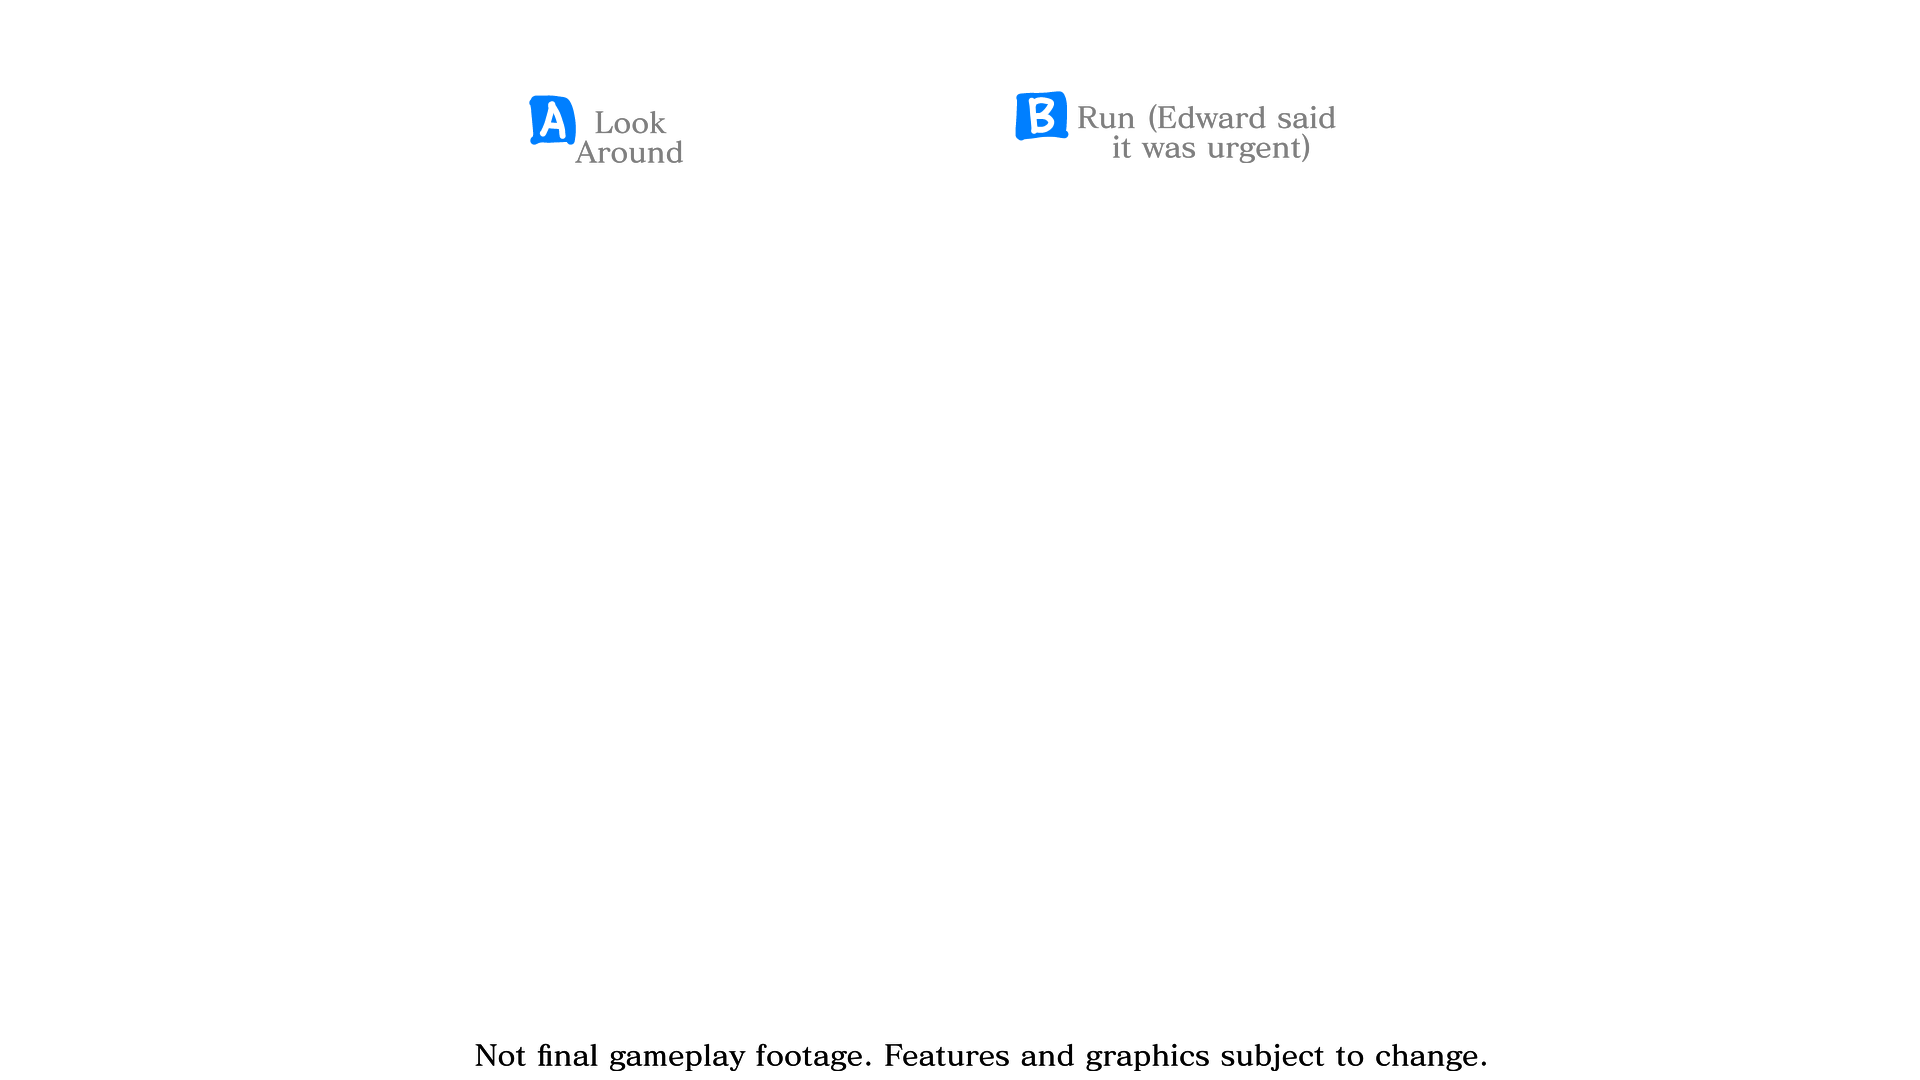 A Look
Around
B Run (Edward said
it was urgent)
Not final gameplay footage. Features and graphics subject to change.